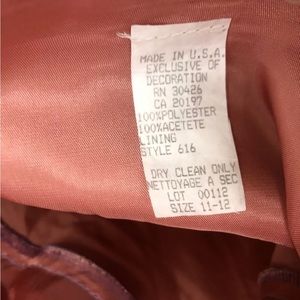 MADE IN U.S.A.
EXCLUSIVE OF
DECORATION
RN 30426
CA 20197
100%POLYESTER
100%ACETETE
LINING
STYLE 616
DRY CLEAN ONLY
NETTOYAGE A SEC
LOT 00112
SIZE 11-12